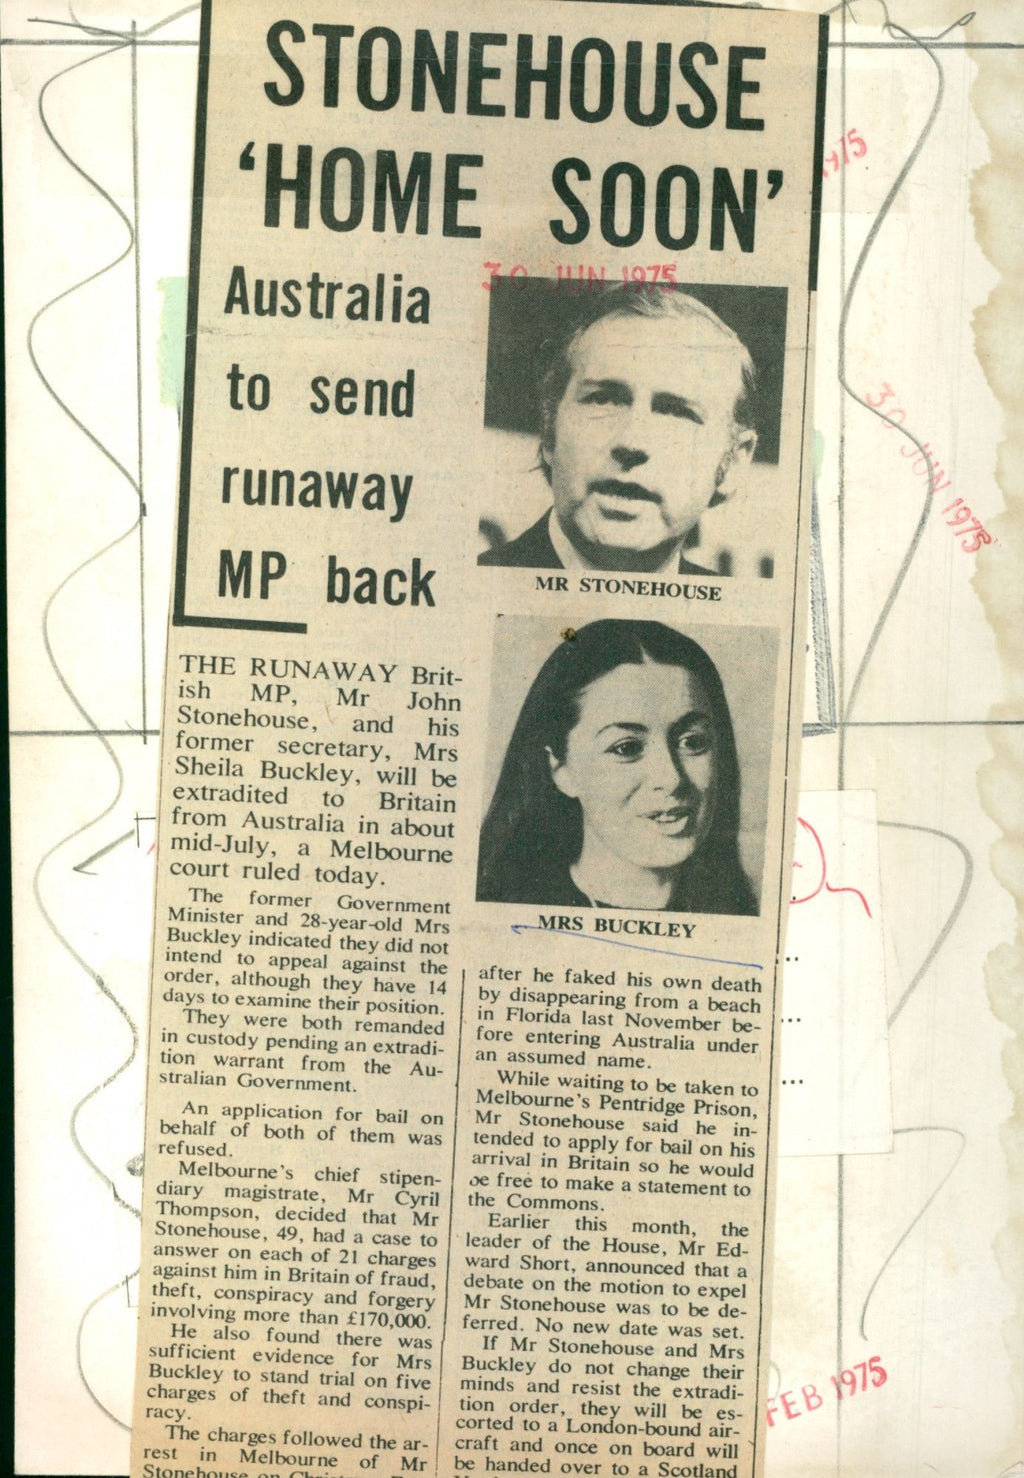 STONEHOUSE
‘HOME SOON’
Australia
to send
runaway
MP back
30 JUN 1975
MR STONEHOUSE
MRS BUCKLEY
THE RUNAWAY Brit-
ish MP, Mr John
Stonehouse, and his
former secretary, Mrs
Sheila Buckley, will be
extradited to Britain
from Australia in about
mid-July, a Melbourne
court ruled today.
The former Government
Minister and 28-year-old Mrs
Buckley indicated they did not
intend to appeal against the
order, although they have 14
days to examine their position.
They were both remanded
in custody pending an extradi-
tion warrant from the Au-
stralian Government.
An application for bail on
behalf of both of them was
refused.
Melbourne's chief stipen-
diary magistrate, Mr Cyril
Thompson, decided that Mr
Stonehouse, 49, had a case to
answer on each of 21 charges
against him in Britain of fraud,
theft, conspiracy and forgery
involving more than £170,000.
He also found there was
sufficient evidence for Mrs
Buckley to stand trial on five
charges of theft and conspi-
racy.
The charges followed the ar-
rest in Melbourne of Mr
Stonehouse on
after he faked his own death
by disappearing from a beach
in Florida last November be-
fore entering Australia under
an assumed name.
While waiting to be taken to
Melbourne's Pentridge Prison,
Mr Stonehouse said he in-
tended to apply for bail on his
arrival in Britain so he would
be free to make a statement to
the Commons.
Earlier this month, the
leader of the House, Mr Ed-
ward Short, announced that a
debate on the motion to expel
Mr Stonehouse was to be de-
ferred. No new date was set.
If Mr Stonehouse and Mrs
Buckley do not change their
minds and resist the extradi-
tion order, they will be es-
corted to a London-bound air-
craft and once on board will
be handed over to a Scotland
1975
30 JUN 1975
FEB 1975